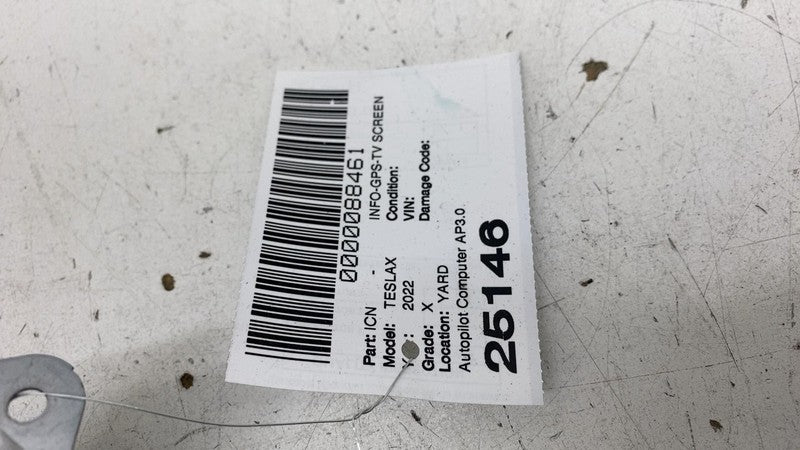 0000088461
Part: ICN - INFO-GPS-TV SCREEN
Model: TESLAX Condition:
Y : 2022 VIN:
Grade: X Damage Code:
Location: YARD
Autopilot Computer AP3.0
25146